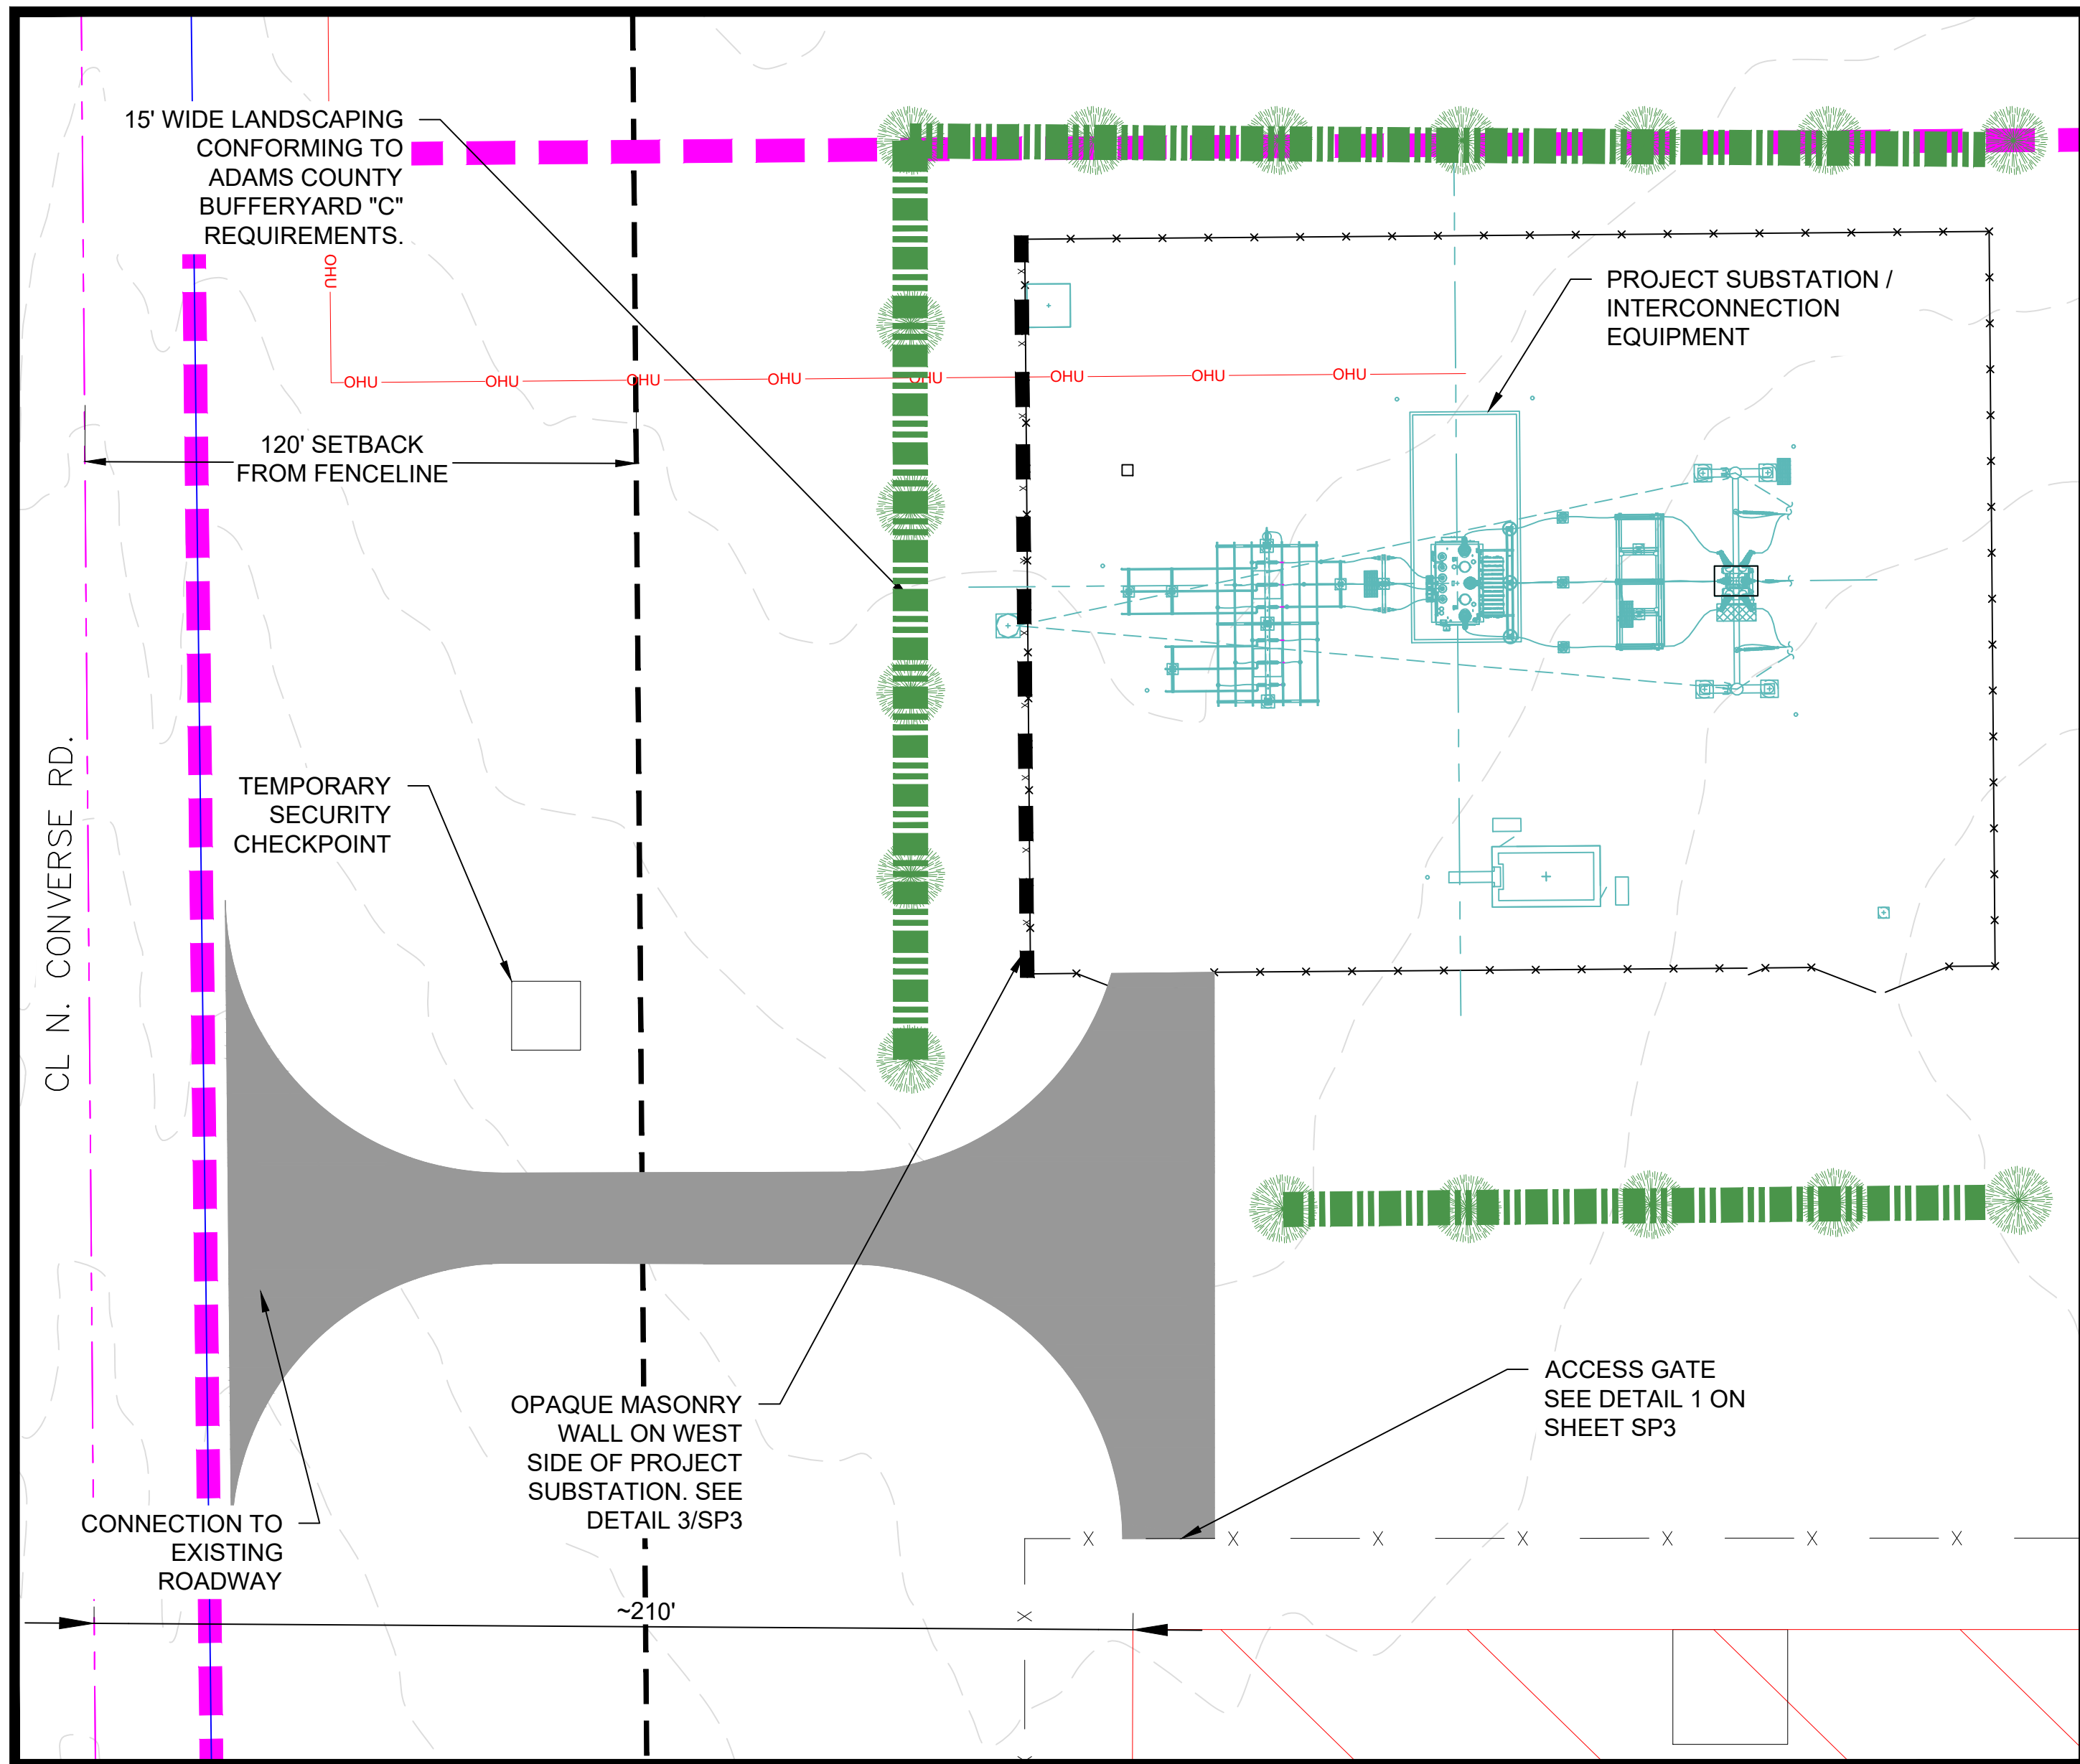 15' WIDE LANDSCAPING
CONFORMING TO
ADAMS COUNTY
BUFFERYARD "C"
REQUIREMENTS.
OHU
PROJECT SUBSTATION /
INTERCONNECTION
EQUIPMENT
OHU OHU OHU OHU OHU OHU OHU OHU
120' SETBACK
FROM FENCELINE
CL N. CONVERSE RD.
TEMPORARY
SECURITY
CHECKPOINT
OPAQUE MASONRY
WALL ON WEST
SIDE OF PROJECT
SUBSTATION. SEE
DETAIL 3/SP3
ACCESS GATE
SEE DETAIL 1 ON
SHEET SP3
CONNECTION TO
EXISTING
ROADWAY
~210'